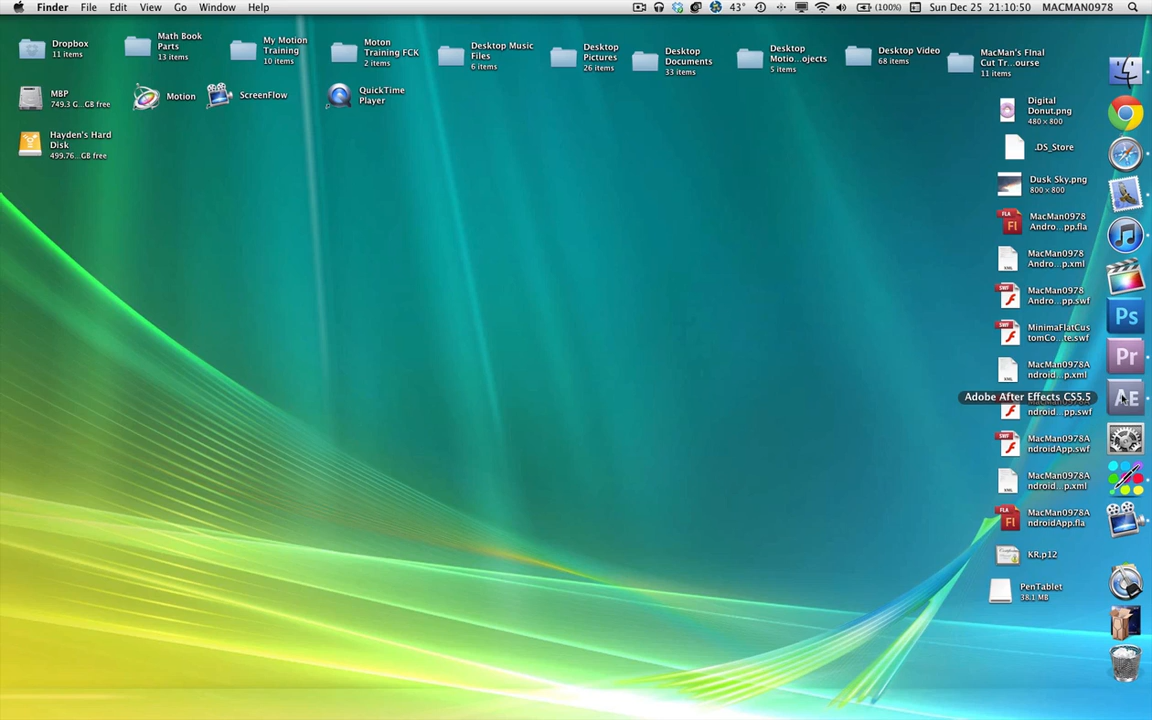 Finder File Edit View Go Window Help
43° (100%) Sun Dec 25 21:10:50 MACMAN0978
Dropbox
11 items
Math Book
Parts
13 items
My Motion
Training
10 items
Moton
Training FCK
2 items
Desktop Music
Files
6 items
Desktop
Pictures
26 items
Desktop
Documents
33 items
Desktop
Motio...ojects
5 items
Desktop Video
68 items
MacMan's FInal
Cut Tr...ourse
11 items
MBP
749.3 G...GB free
Motion
ScreenFlow
QuickTime
Player
Hayden's Hard
Disk
499.76...GB free
Digital
Donut.png
480 × 800
.DS_Store
Dusk Sky.png
800 × 800
MacMan0978
Andro...pp.fla
MacMan0978
Andro...pp.xml
MacMan0978
Andro...pp.swf
MinimaFlatCus
tomCo...te.swf
MacMan0978A
ndroid...p.xml
Adobe After Effects CS5.5
ndroid...pp.swf
MacMan0978A
ndroidApp.swf
MacMan0978A
ndroid...p.xml
MacMan0978A
ndroidApp.fla
KR.p12
PenTablet
38.1 MB
Ps
Pr
AE